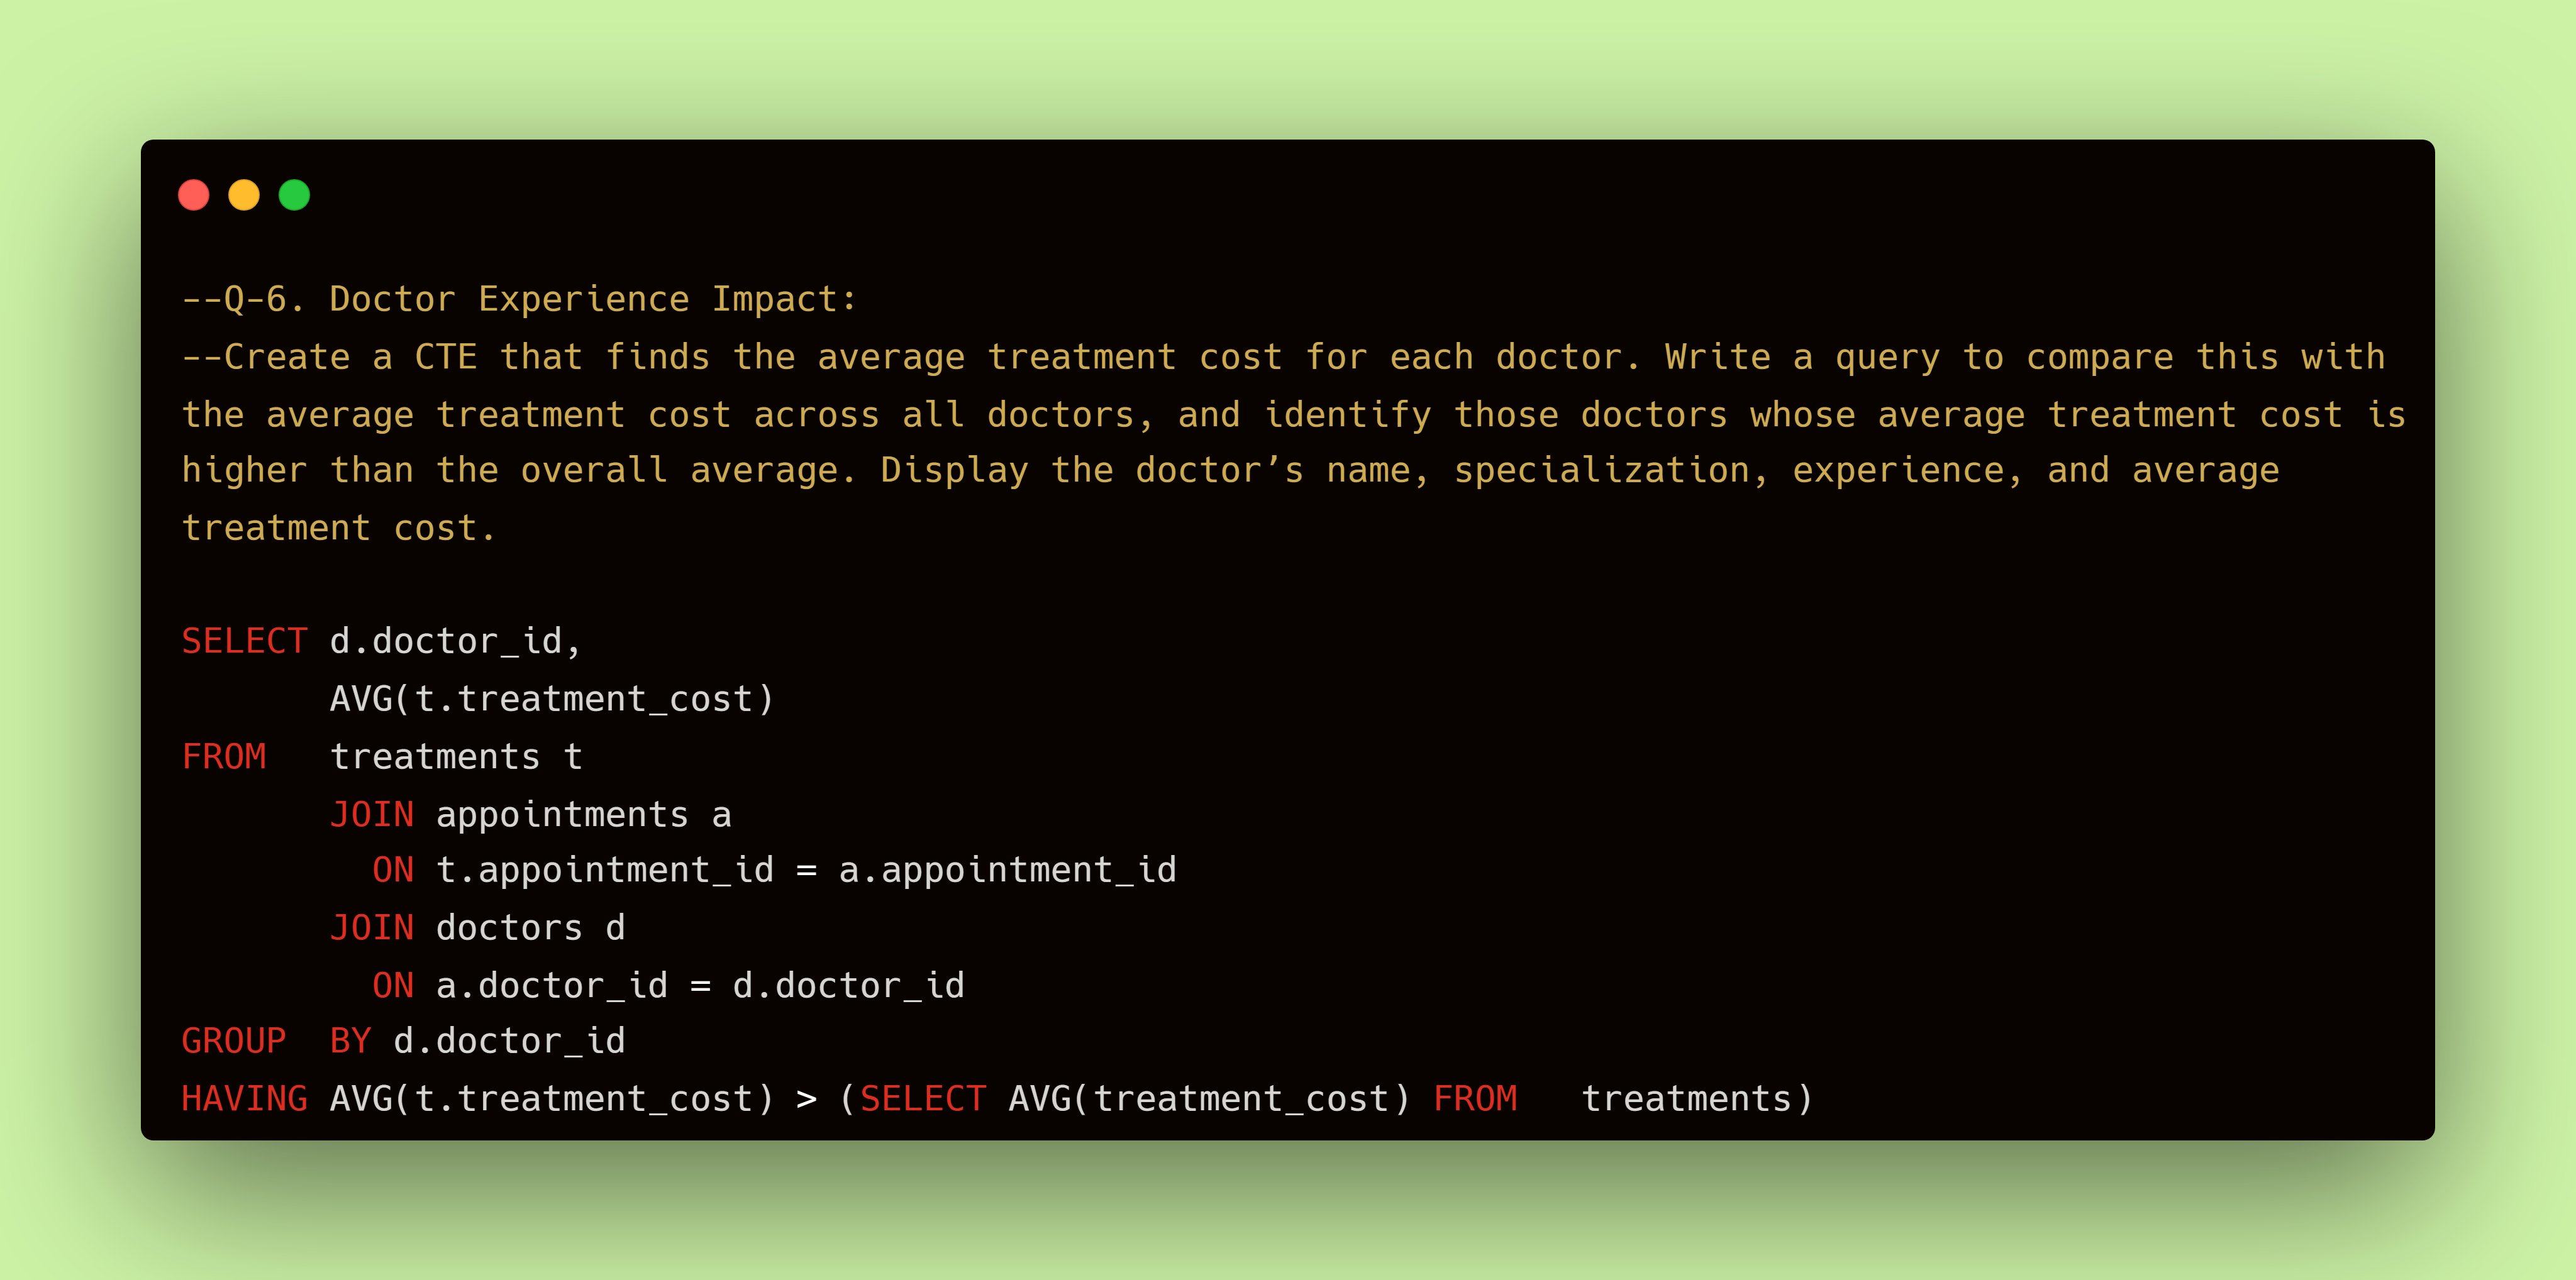 --Q-6. Doctor Experience Impact:
--Create a CTE that finds the average treatment cost for each doctor. Write a query to compare this with
the average treatment cost across all doctors, and identify those doctors whose average treatment cost is
higher than the overall average. Display the doctor’s name, specialization, experience, and average
treatment cost.

SELECT d.doctor_id,
       AVG(t.treatment_cost)
FROM   treatments t
       JOIN appointments a
         ON t.appointment_id = a.appointment_id
       JOIN doctors d
         ON a.doctor_id = d.doctor_id
GROUP  BY d.doctor_id
HAVING AVG(t.treatment_cost) > (SELECT AVG(treatment_cost) FROM   treatments)